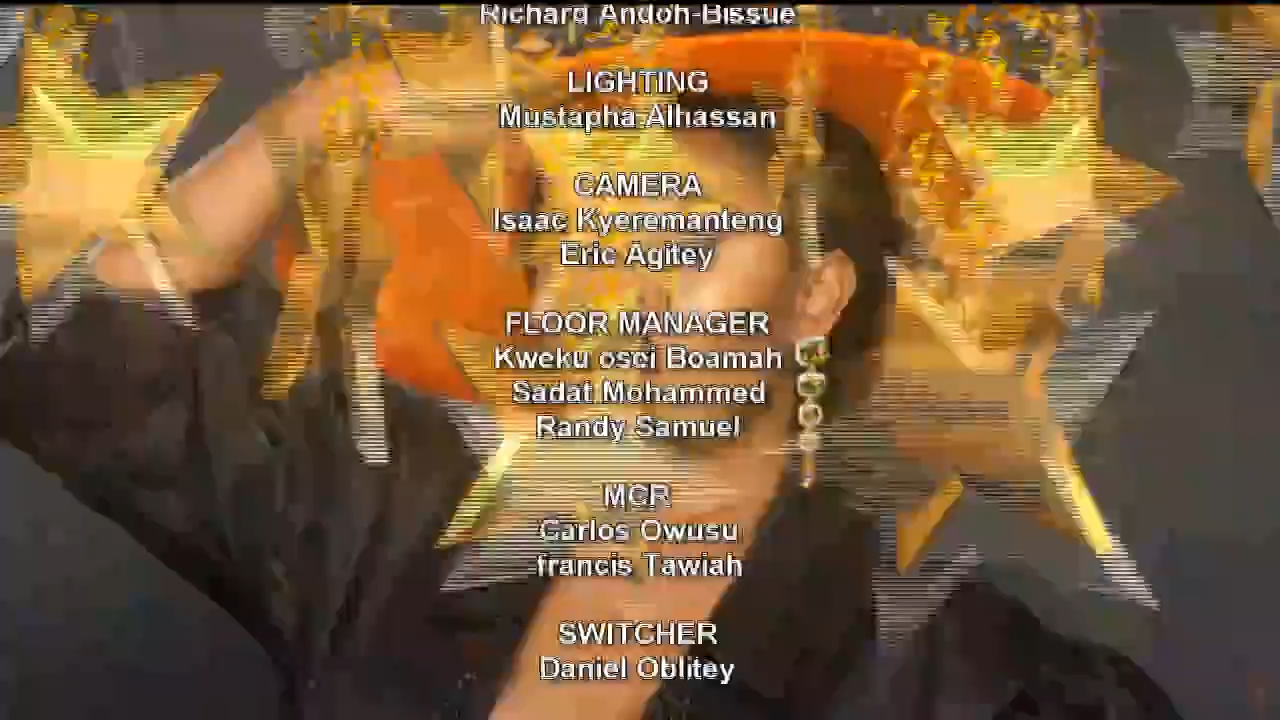 Richard Andoh-Bissue
LIGHTING
Mustapha Alhassan
CAMERA
Isaac Kyeremanteng
Eric Agitey
FLOOR MANAGER
Kweku osei Boamah
Sadat Mohammed
Randy Samuel
MCR
Carlos Owusu
francis Tawiah
SWITCHER
Daniel Oblitey